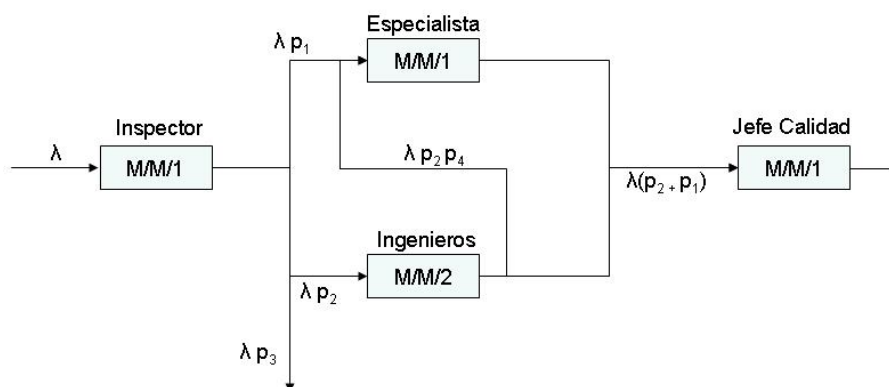 Especialista
λ p₁
M/M/1
Inspector
λ
M/M/1
λ p₂ p₄
Jefe Calidad
λ(p₂ + p₁)
M/M/1
Ingenieros
λ p₂
M/M/2
λ p₃